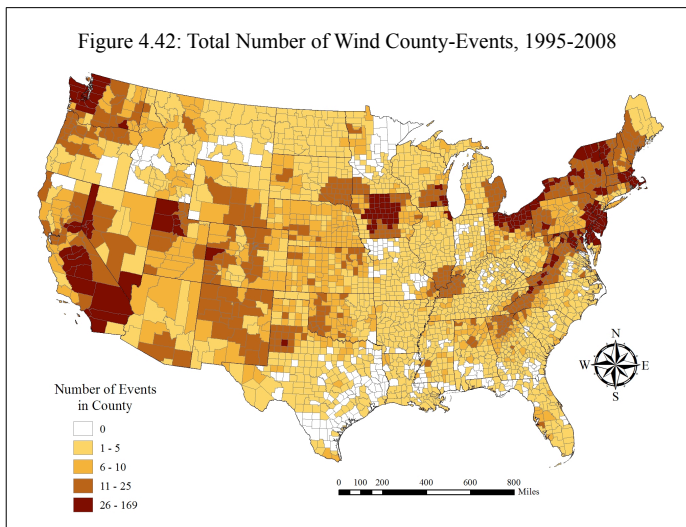 Figure 4.42: Total Number of Wind County-Events, 1995-2008
N
W E
S
Number of Events
in County
0
1 - 5
6 - 10
11 - 25
26 - 169
0 100 200 400 600 800
Miles